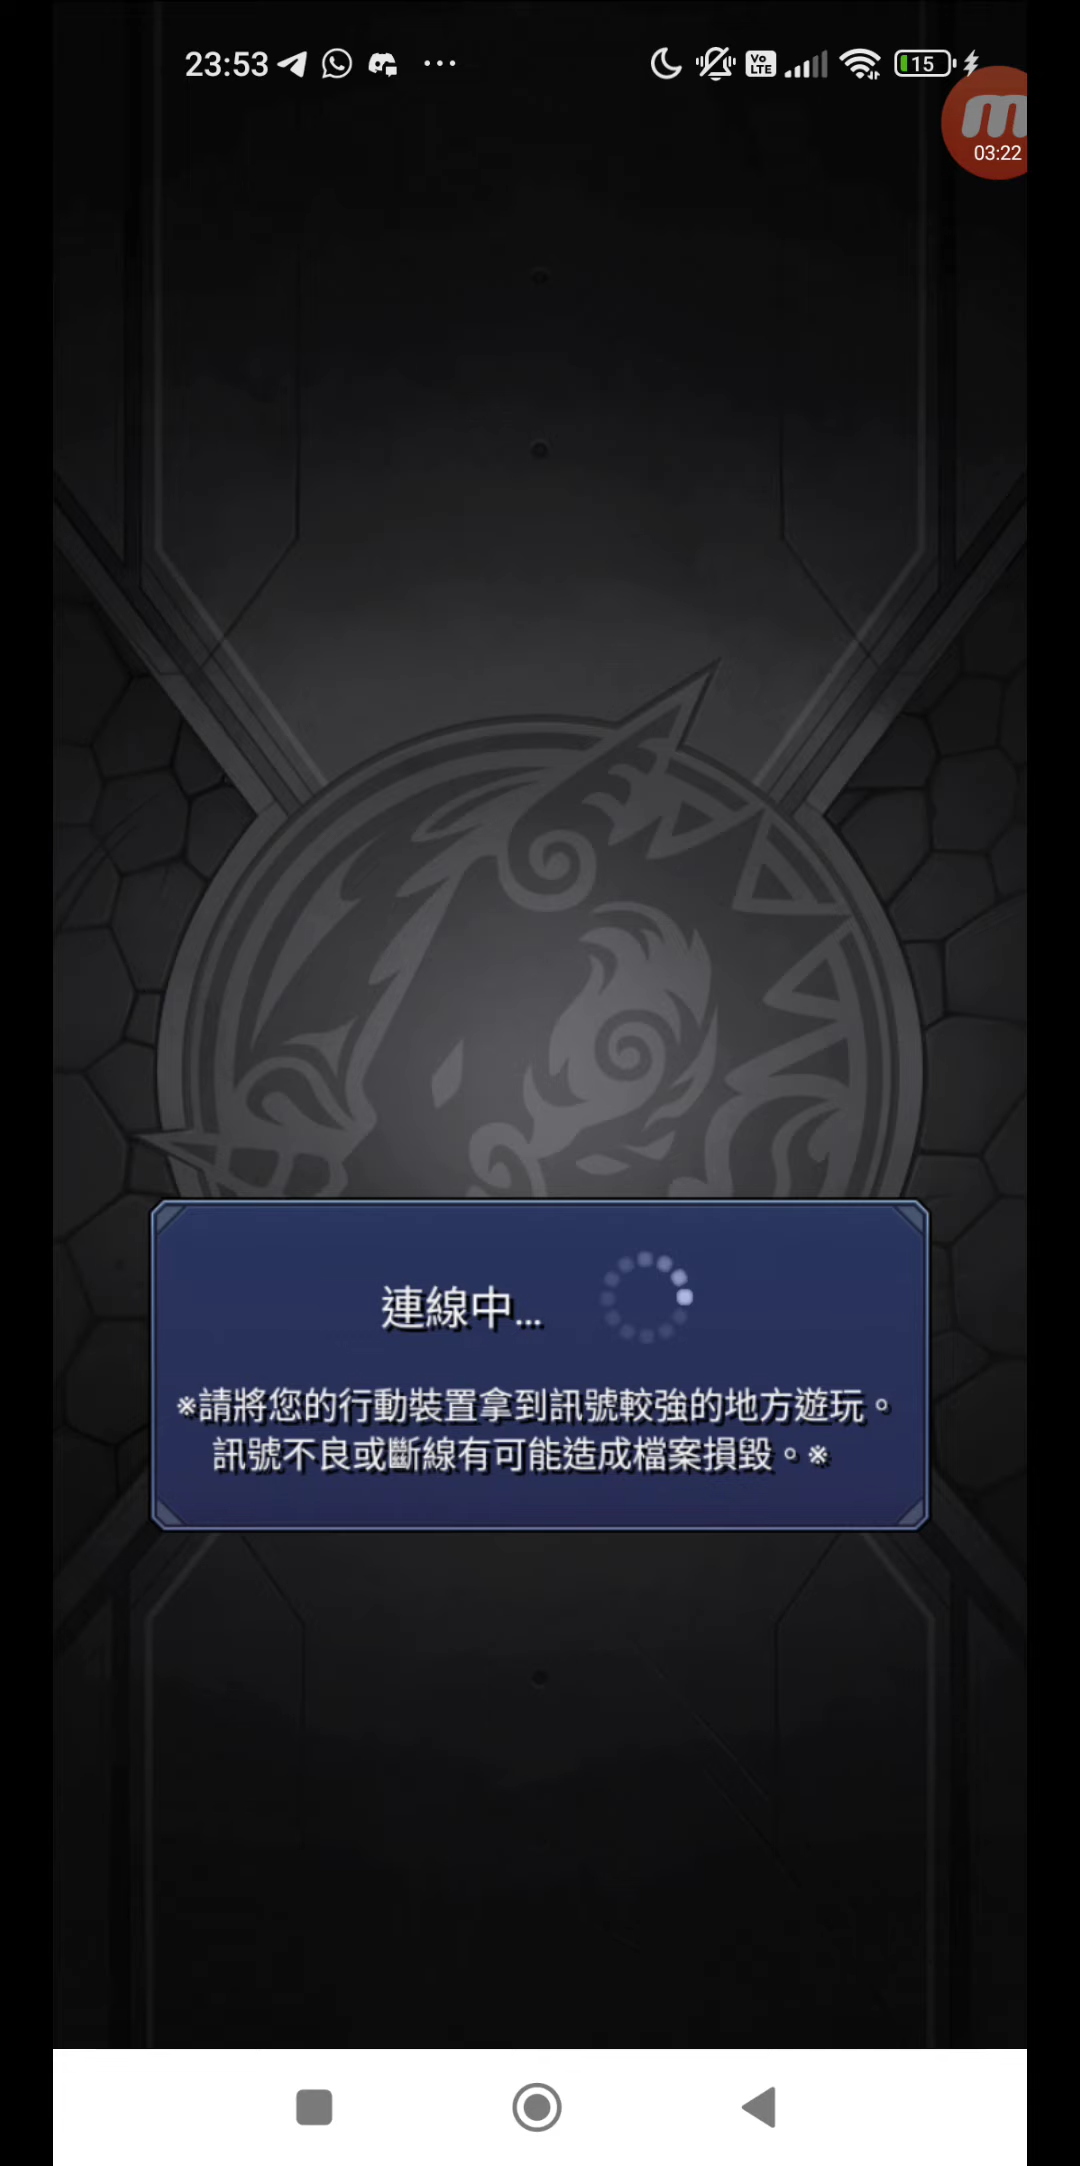 23:53
Vo
LTE
15
m
03:22
連線中...
※請將您的行動裝置拿到訊號較強的地方遊玩。
訊號不良或斷線有可能造成檔案損毀。※